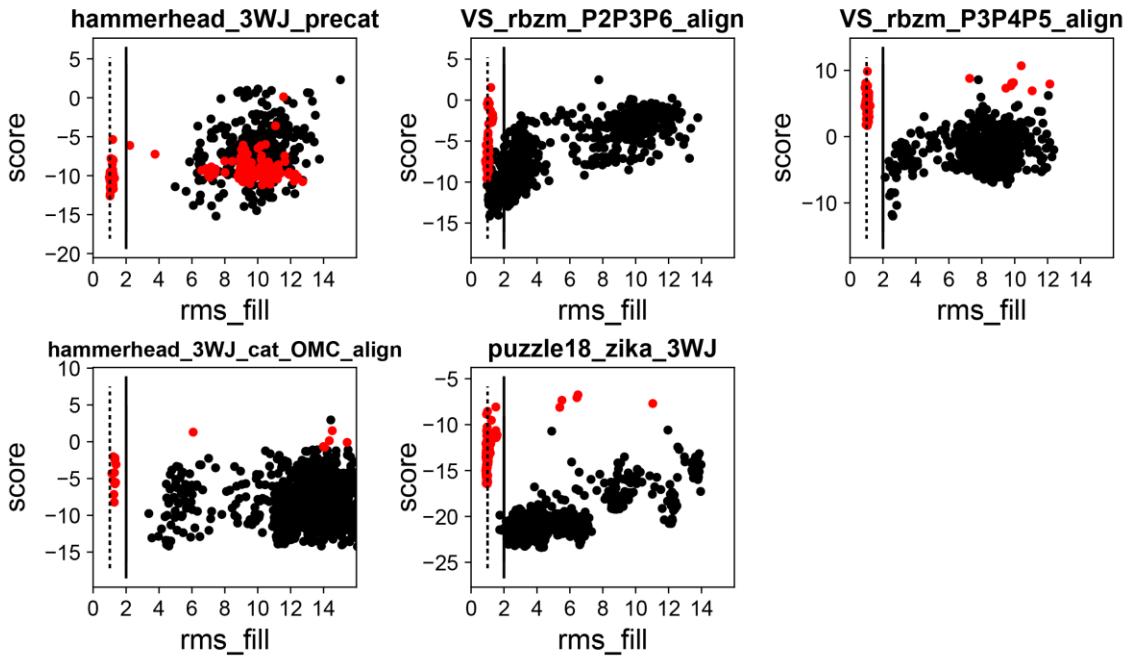 hammerhead_3WJ_precat
5
0
−5
−10
−15
−20
score
0 2 4 6 8 10 12 14
rms_fill
VS_rbzm_P2P3P6_align
5
0
−5
−10
−15
score
0 2 4 6 8 10 12 14
rms_fill
VS_rbzm_P3P4P5_align
10
0
−10
score
0 2 4 6 8 10 12 14
rms_fill
hammerhead_3WJ_cat_OMC_align
10
5
0
−5
−10
−15
score
0 2 4 6 8 10 12 14
rms_fill
puzzle18_zika_3WJ
−5
−10
−15
−20
−25
score
0 2 4 6 8 10 12 14
rms_fill